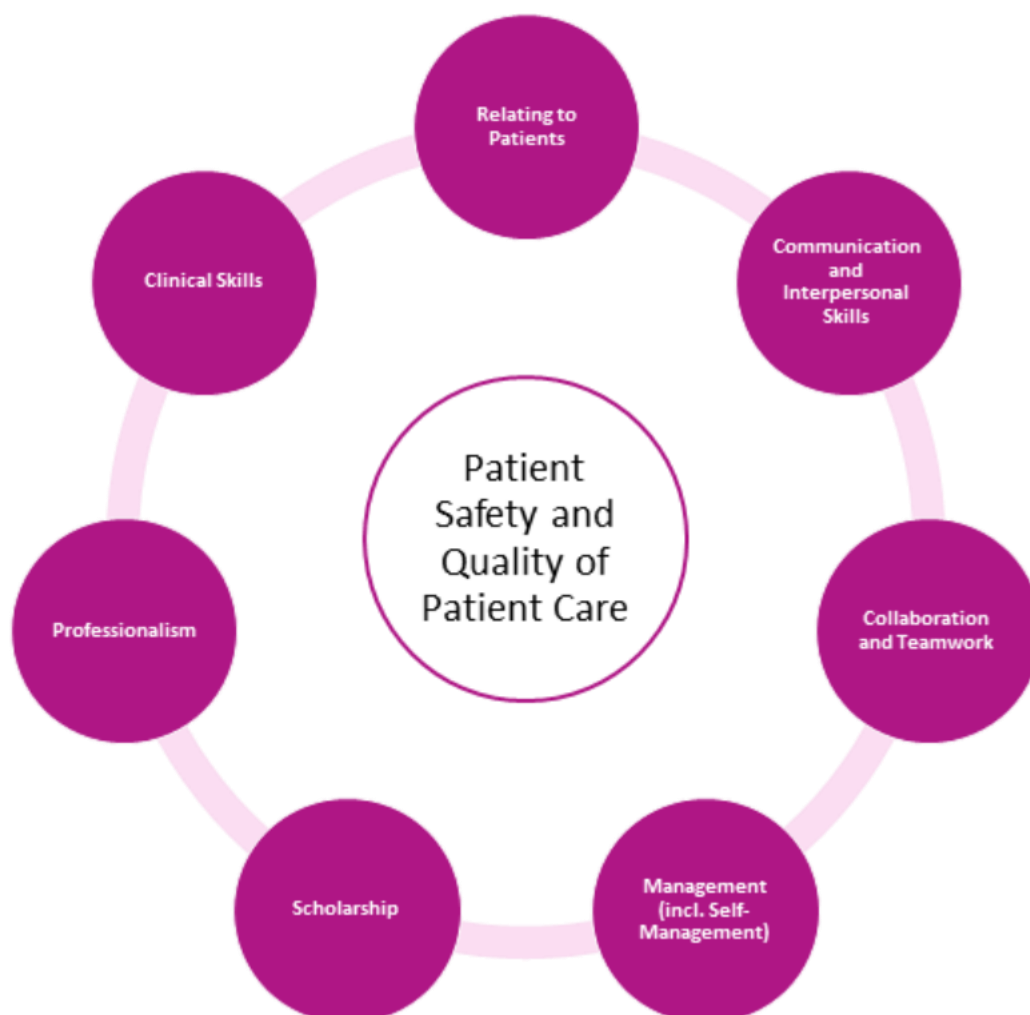 Relating to
Patients
Communication
and
Interpersonal
Skills
Collaboration
and Teamwork
Management
(incl. Self-
Management)
Scholarship
Professionalism
Clinical Skills
Patient
Safety and
Quality of
Patient Care